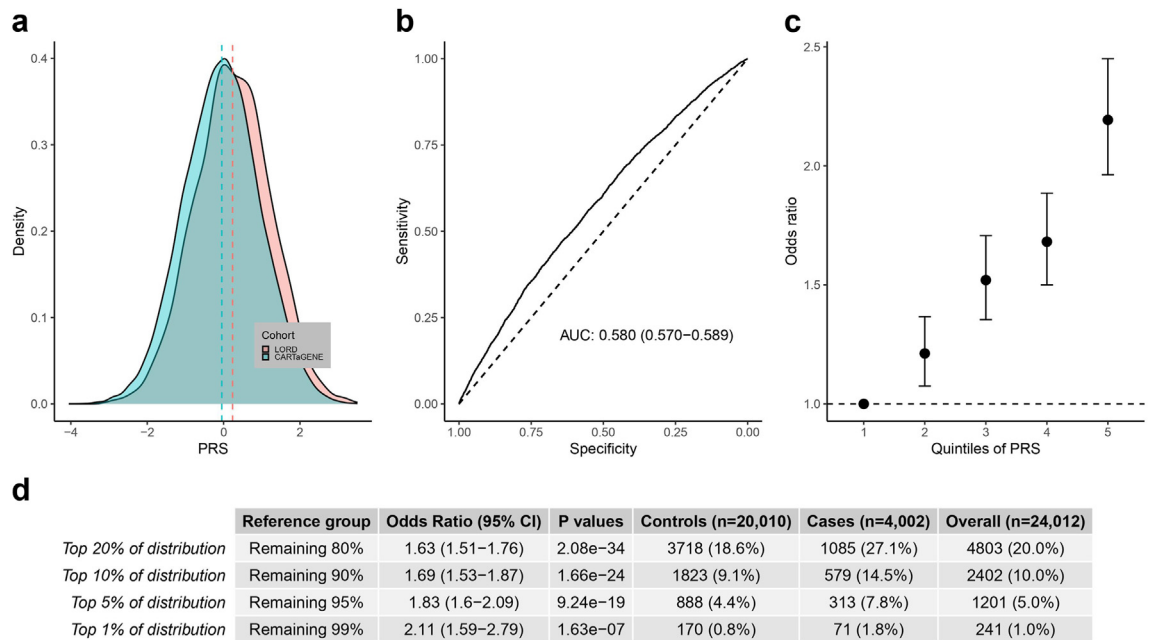 a
0.4
0.3
0.2
0.1
0.0
Density
−4
−2
0
2
PRS
Cohort
LORD
CARTaGENE
b
1.00
0.75
0.50
0.25
0.00
Sensitivity
AUC: 0.580 (0.570−0.589)
1.00
0.75
0.50
0.25
0.00
Specificity
c
2.5
2.0
1.5
1.0
Odds ratio
1
2
3
4
5
Quintiles of PRS
d
Reference group Odds Ratio (95% CI) P values Controls (n=20,010) Cases (n=4,002) Overall (n=24,012)
Top 20% of distribution Remaining 80% 1.63 (1.51−1.76) 2.08e−34 3718 (18.6%) 1085 (27.1%) 4803 (20.0%)
Top 10% of distribution Remaining 90% 1.69 (1.53−1.87) 1.66e−24 1823 (9.1%) 579 (14.5%) 2402 (10.0%)
Top 5% of distribution Remaining 95% 1.83 (1.6−2.09) 9.24e−19 888 (4.4%) 313 (7.8%) 1201 (5.0%)
Top 1% of distribution Remaining 99% 2.11 (1.59−2.79) 1.63e−07 170 (0.8%) 71 (1.8%) 241 (1.0%)